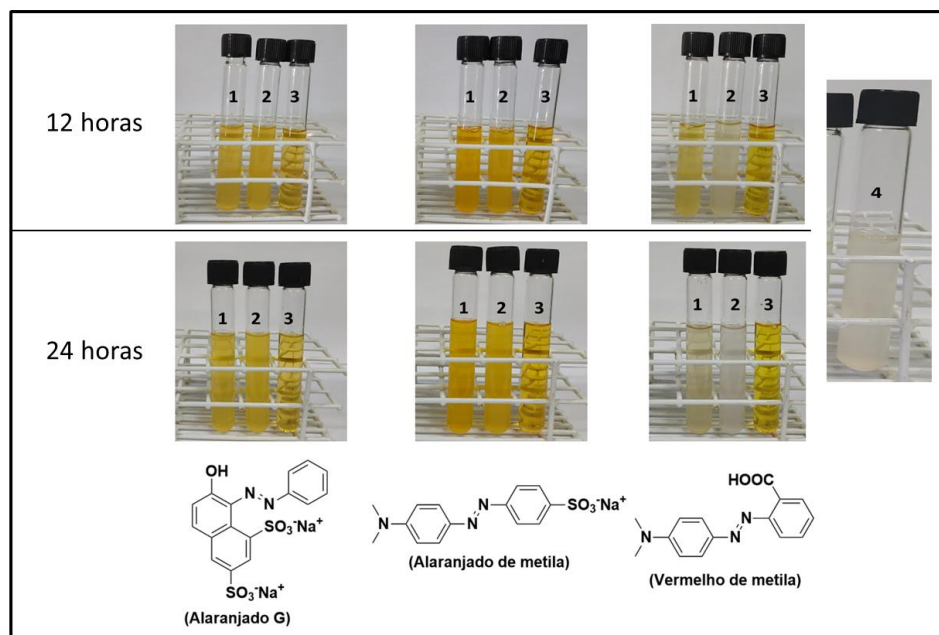 12 horas
1 2 3
1 2 3
1 2 3
4
24 horas
1 2 3
1 2 3
1 2 3
OH
N
N
SO₃⁻Na⁺
SO₃⁻Na⁺
(Alaranjado G)
N
N
N
SO₃⁻Na⁺
(Alaranjado de metila)
HOOC
N
N
N
(Vermelho de metila)